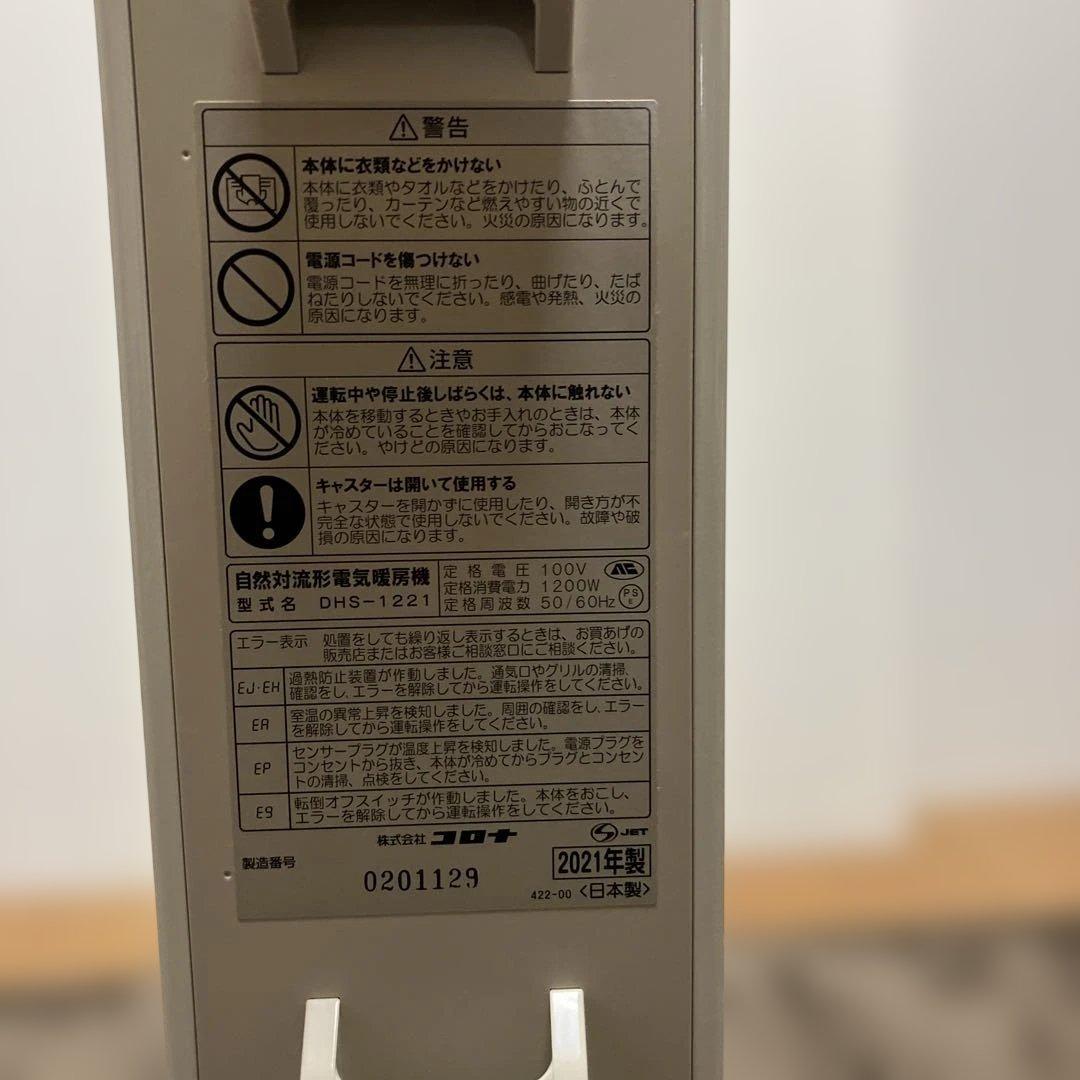 ⚠警告
本体に衣類などをかけない
本体に衣類やタオルなどをかけたり、ふとんで
覆ったり、カーテンなど燃えやすい物の近くで
使用しないでください。火災の原因になります。
電源コードを傷つけない
電源コードを無理に折ったり、曲げたり、たば
ねたりしないでください。感電や発熱、火災の
原因になります。
⚠注意
運転中や停止後しばらくは、本体に触れない
本体を移動するときやお手入れのときは、本体
が冷めていることを確認してからおこなってく
ださい。やけどの原因になります。
キャスターは開いて使用する
キャスターを開かずに使用したり、開き方が不
完全な状態で使用しないでください。故障や破
損の原因になります。
自然対流形電気暖房機
型式名 DHS-1221
定格電圧 100V
定格消費電力 1200W
定格周波数 50/60Hz
PS
E
エラー表示 処置をしても繰り返し表示するときは、お買あげの
販売店またはお客様ご相談窓口にご相談ください。
EJ・EH 過熱防止装置が作動しました。通気口やグリルの清掃、
確認をし、エラーを解除してから運転操作をしてください。
EA 室温の異常上昇を検知しました。周囲の確認をし、エラー
を解除してから運転操作をしてください。
EP センサープラグが温度上昇を検知しました。電源プラグを
コンセントから抜き、本体が冷めてからプラグとコンセン
トの清掃、点検をしてください。
E9 転倒オフスイッチが作動しました。本体をおこし、
エラーを解除してから運転操作をしてください。
株式会社 コロナ
S JET
製造番号
0201129
2021年製
422-00 〈日本製〉